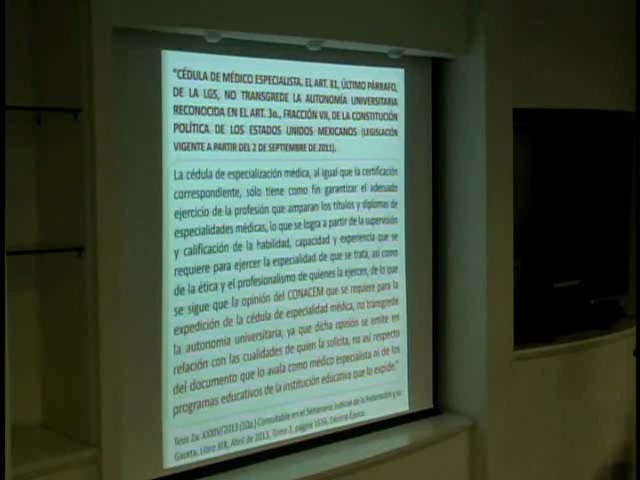 "CÉDULA DE MÉDICO ESPECIALISTA. EL ART. 81, ÚLTIMO PÁRRAFO,
DE LA LGS, NO TRANSGREDE LA AUTONOMÍA UNIVERSITARIA
RECONOCIDA EN EL ART. 3o., FRACCIÓN VII, DE LA CONSTITUCIÓN
POLÍTICA DE LOS ESTADOS UNIDOS MEXICANOS (LEGISLACIÓN
VIGENTE A PARTIR DEL 2 DE SEPTIEMBRE DE 2011).
La cédula de especialización médica, al igual que la certificación
correspondiente, sólo tiene como fin garantizar el adecuado
ejercicio de la profesión que amparan los títulos y diplomas de
especialidades médicas, lo que se logra a partir de la supervisión
y calificación de la habilidad, capacidad y experiencia que se
requiere para ejercer la especialidad de que se trata, así como
de la ética y el profesionalismo de quienes la ejercen, de lo que
se sigue que la opinión del CONACEM que se requiere para la
expedición de la cédula de especialidad médica, no transgrede
la autonomía universitaria, ya que dicha opinión se emite en
relación con las cualidades de quien la solicita, no así respecto
del documento que lo avala como médico especialista ni de los
programas educativos de la institución educativa que lo expide."
Tesis 2a. XXXIV/2013 (10a.) Consultable en el Semanario Judicial de la Federación y su
Gaceta, Libro XIX, Abril de 2013, Tomo 2, página 1656, Décima Época.